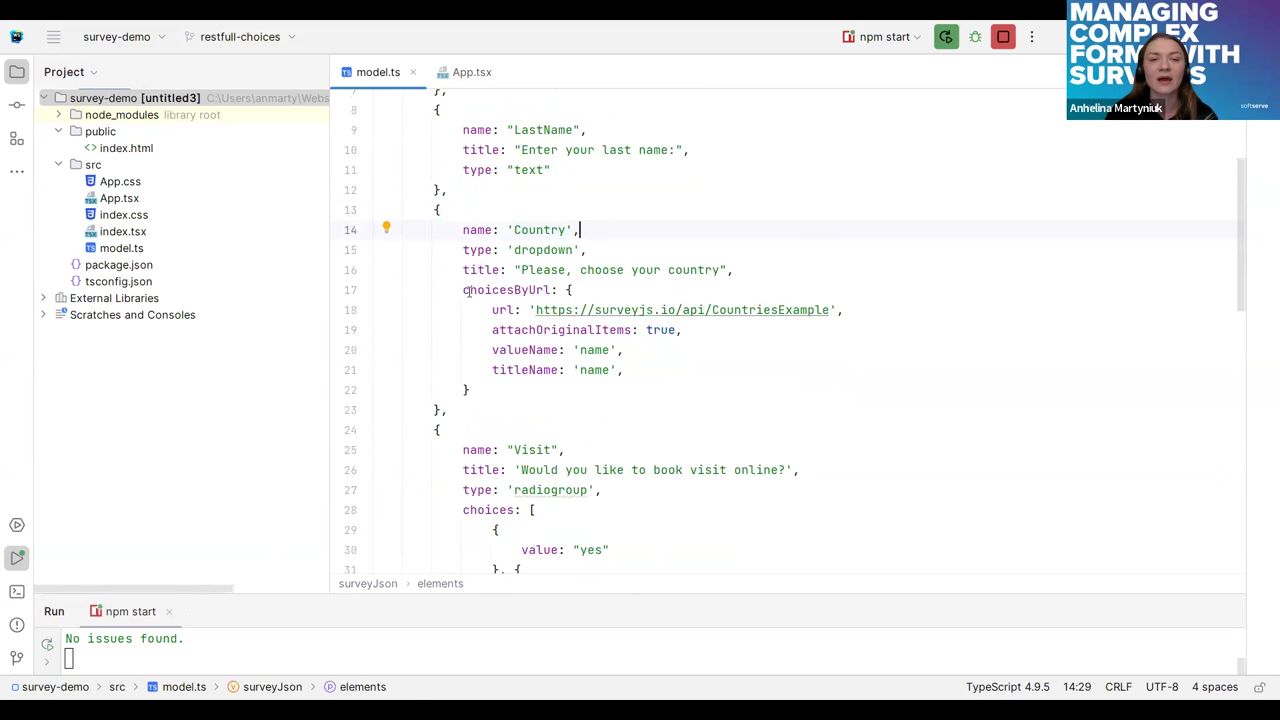 survey-demo
restfull-choices
npm start
MANAGING
COMPLEX
FORM WITH
SURV S
Anhelina Martyniuk
softserve
Project
model.ts
App.tsx
survey-demo [untitled3] C:\Users\anmarty\Webs
node_modules library root
public
index.html
src
App.css
App.tsx
index.css
index.tsx
model.ts
package.json
tsconfig.json
External Libraries
Scratches and Consoles
7 },
8 {
9 name: "LastName",
10 title: "Enter your last name:",
11 type: "text"
12 },
13 {
14 name: 'Country',
15 type: 'dropdown',
16 title: "Please, choose your country",
17 choicesByUrl: {
18 url: 'https://surveyjs.io/api/CountriesExample',
19 attachOriginalItems: true,
20 valueName: 'name',
21 titleName: 'name',
22 }
23 },
24 {
25 name: "Visit",
26 title: 'Would you like to book visit online?',
27 type: 'radiogroup',
28 choices: [
29 {
30 value: "yes"
31 }, {
surveyJson elements
Run npm start
No issues found.
survey-demo src model.ts surveyJson elements
TypeScript 4.9.5 14:29 CRLF UTF-8 4 spaces